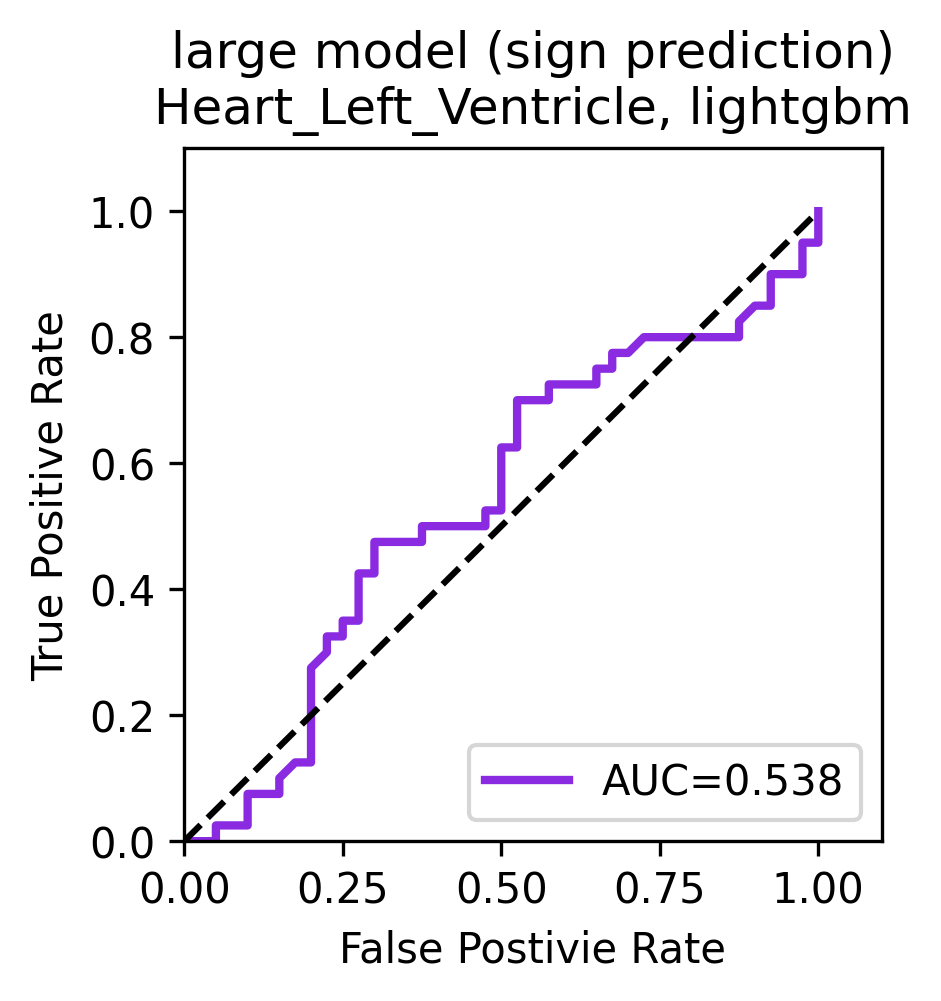 large model (sign prediction)
Heart_Left_Ventricle, lightgbm
True Positive Rate
1.0
0.8
0.6
0.4
0.2
0.0
AUC=0.538
0.00 0.25 0.50 0.75 1.00
False Postivie Rate